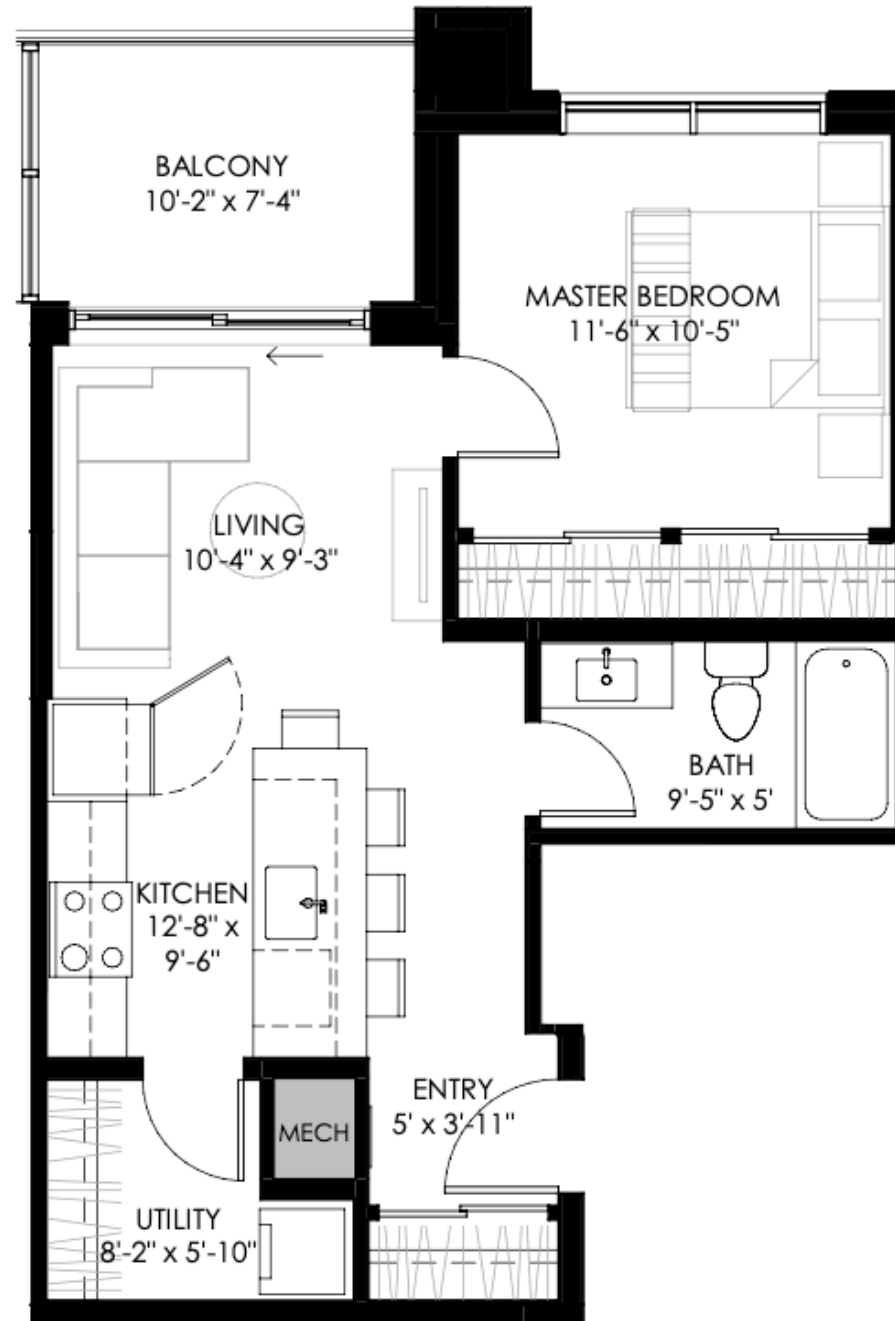 BALCONY
10'-2" x 7'-4"
MASTER BEDROOM
11'-6" x 10'-5"
LIVING
10'-4" x 9'-3"
BATH
9'-5" x 5'
KITCHEN
12'-8" x
9'-6"
ENTRY
5' x 3'-11"
MECH
UTILITY
8'-2" x 5'-10"